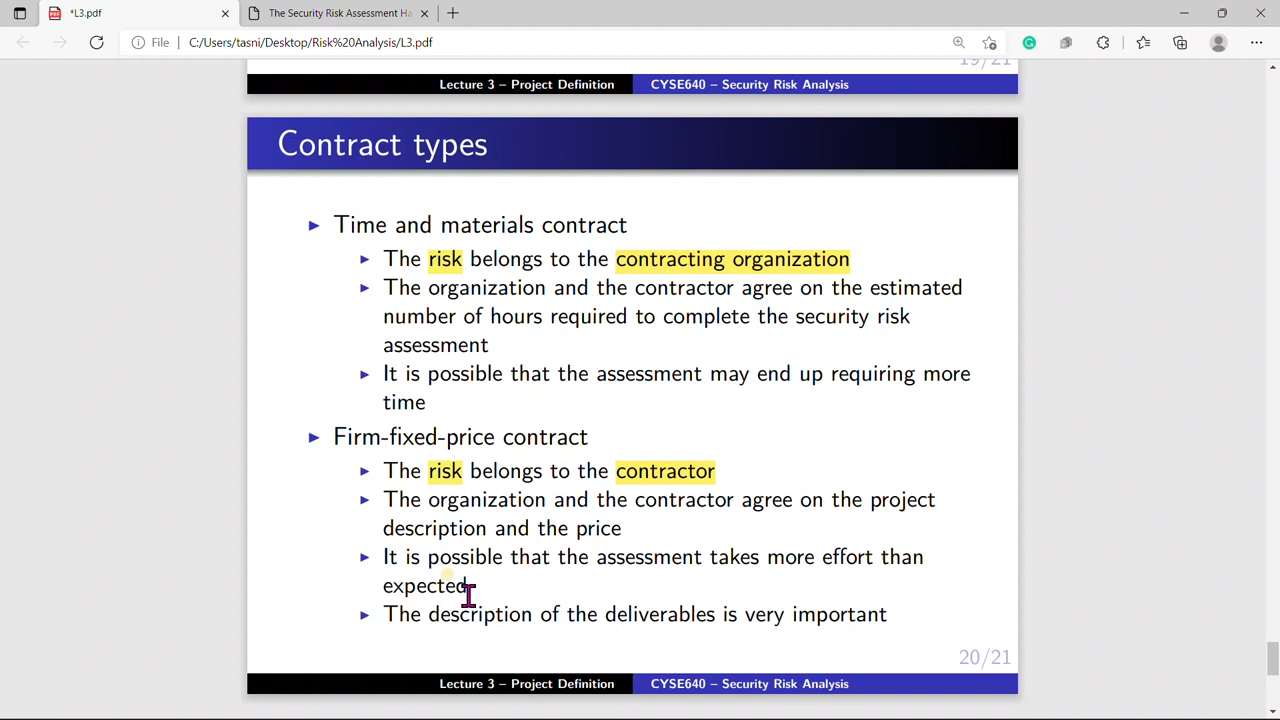 *L3.pdf
The Security Risk Assessment Ha
File
C:/Users/tasni/Desktop/Risk%20Analysis/L3.pdf
19/21
Lecture 3 – Project Definition
CYSE640 – Security Risk Analysis
Contract types
Time and materials contract
The risk belongs to the contracting organization
The organization and the contractor agree on the estimated
number of hours required to complete the security risk
assessment
It is possible that the assessment may end up requiring more
time
Firm-fixed-price contract
The risk belongs to the contractor
The organization and the contractor agree on the project
description and the price
It is possible that the assessment takes more effort than
expected
The description of the deliverables is very important
20/21
Lecture 3 – Project Definition
CYSE640 – Security Risk Analysis